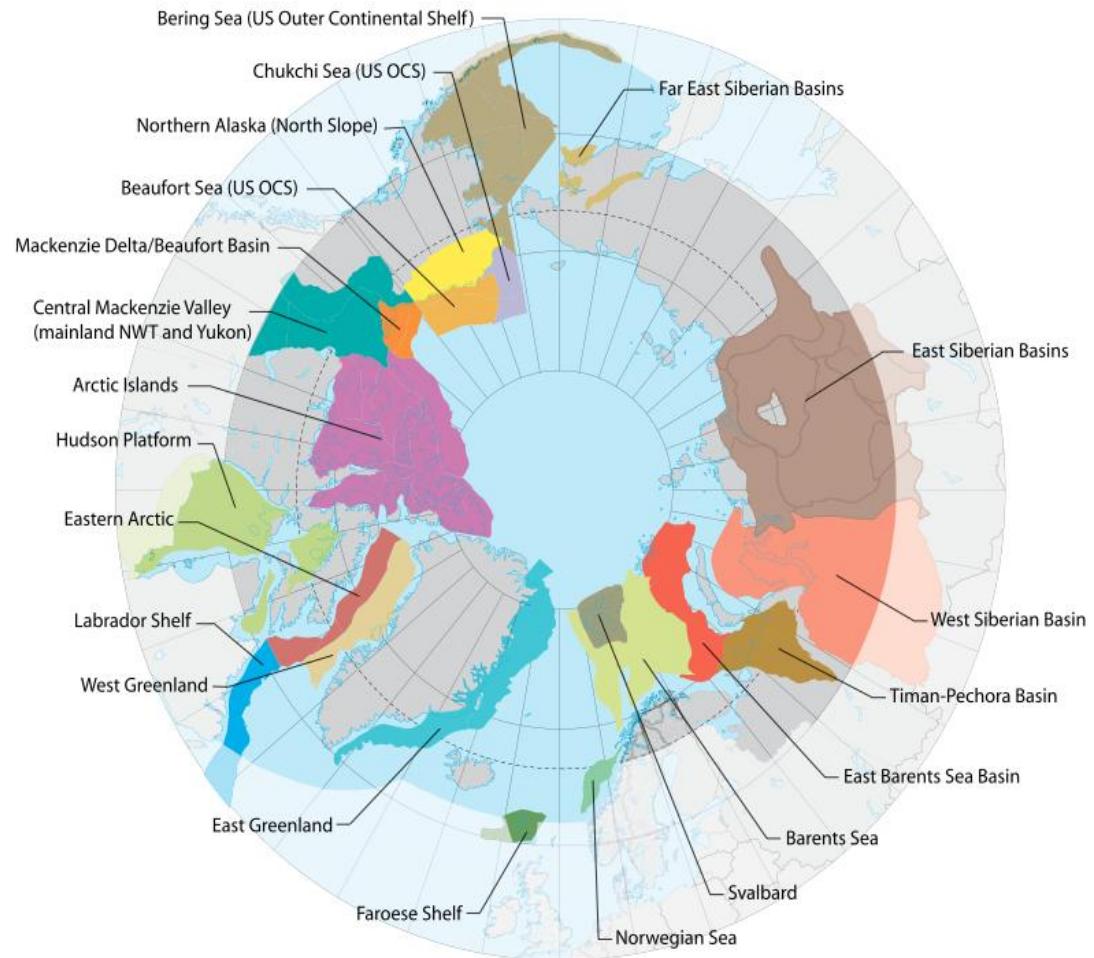 Bering Sea (US Outer Continental Shelf)
Chukchi Sea (US OCS)
Far East Siberian Basins
Northern Alaska (North Slope)
Beaufort Sea (US OCS)
Mackenzie Delta/Beaufort Basin
Central Mackenzie Valley
(mainland NWT and Yukon)
East Siberian Basins
Arctic Islands
Hudson Platform
Eastern Arctic
Labrador Shelf
West Siberian Basin
West Greenland
Timan-Pechora Basin
East Barents Sea Basin
East Greenland
Barents Sea
Svalbard
Faroese Shelf
Norwegian Sea